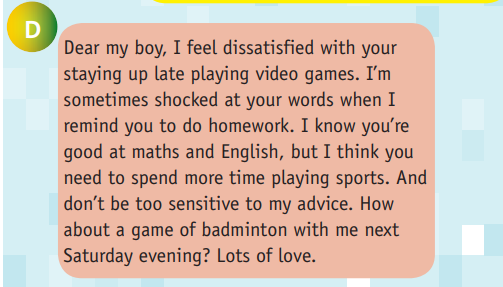 D
Dear my boy, I feel dissatisfied with your
staying up late playing video games. I’m
sometimes shocked at your words when I
remind you to do homework. I know you’re
good at maths and English, but I think you
need to spend more time playing sports. And
don’t be too sensitive to my advice. How
about a game of badminton with me next
Saturday evening? Lots of love.